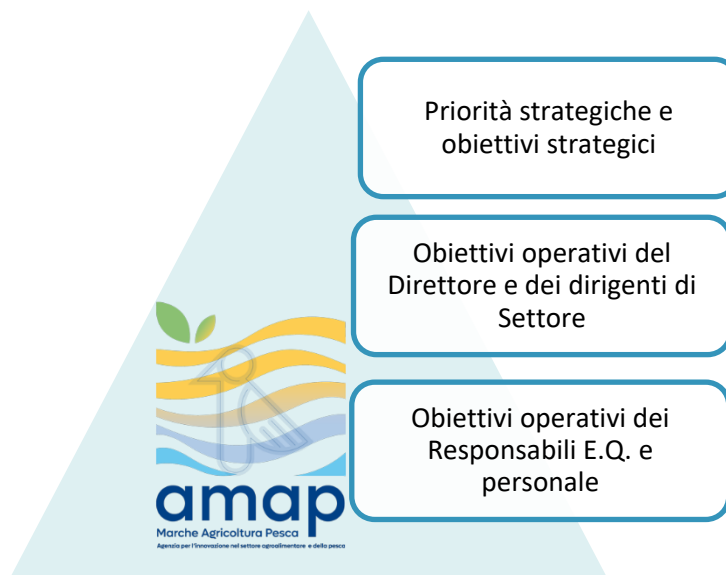 Priorità strategiche e
obiettivi strategici
Obiettivi operativi del
Direttore e dei dirigenti di
Settore
Obiettivi operativi dei
Responsabili E.Q. e
personale
amap
Marche Agricoltura Pesca
Agenzia per l'innovazione nel settore agroalimentare e della pesca